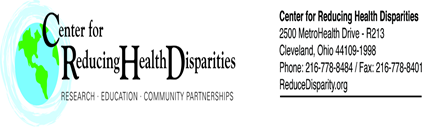 Center for
Reducing Health Disparities
RESEARCH · EDUCATION · COMMUNITY PARTNERSHIPS
Center for Reducing Health Disparities
2500 MetroHealth Drive - R213
Cleveland, Ohio 44109-1998
Phone: 216-778-8484 / Fax: 216-778-8401
ReduceDisparity.org